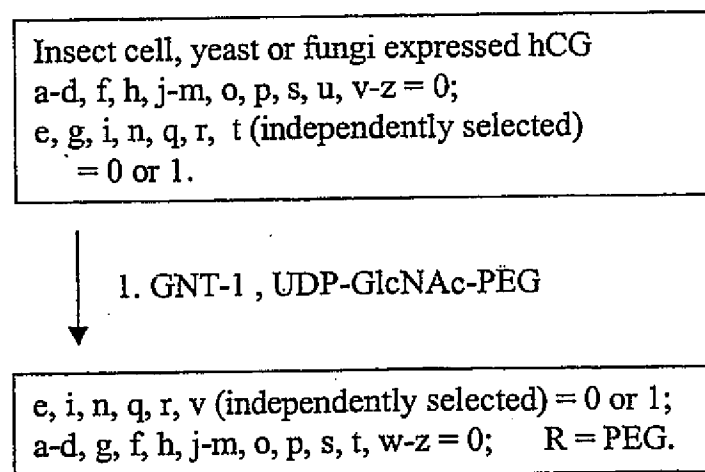 Insect cell, yeast or fungi expressed hCG
a-d, f, h, j-m, o, p, s, u, v-z = 0;
e, g, i, n, q, r, t (independently selected)
= 0 or 1.
1. GNT-1 , UDP-GlcNAc-PEG
e, i, n, q, r, v (independently selected) = 0 or 1;
a-d, g, f, h, j-m, o, p, s, t, w-z = 0; R = PEG.